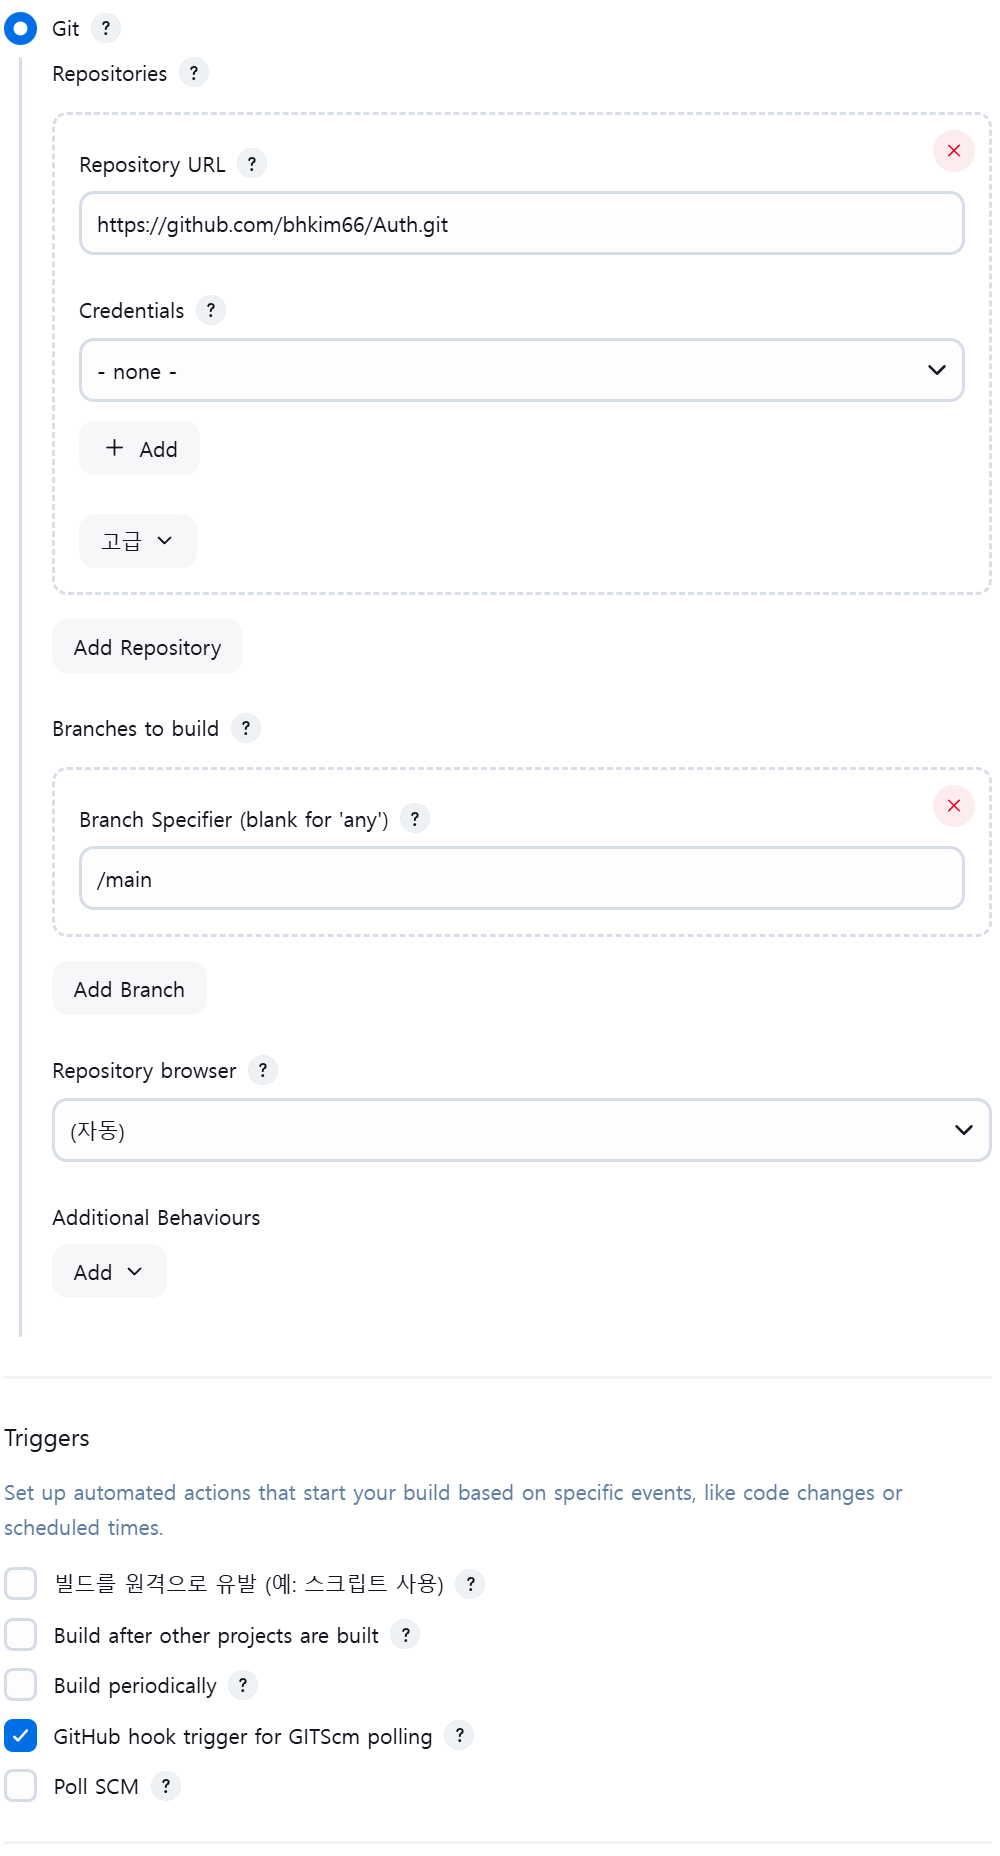 Git ?
Repositories ?
Repository URL ?
https://github.com/bhkim66/Auth.git
Credentials ?
- none -
+ Add
고급
Add Repository
Branches to build ?
Branch Specifier (blank for 'any') ?
/main
Add Branch
Repository browser ?
(자동)
Additional Behaviours
Add
Triggers
Set up automated actions that start your build based on specific events, like code changes or
scheduled times.
빌드를 원격으로 유발 (예: 스크립트 사용) ?
Build after other projects are built ?
Build periodically ?
GitHub hook trigger for GITScm polling ?
Poll SCM ?